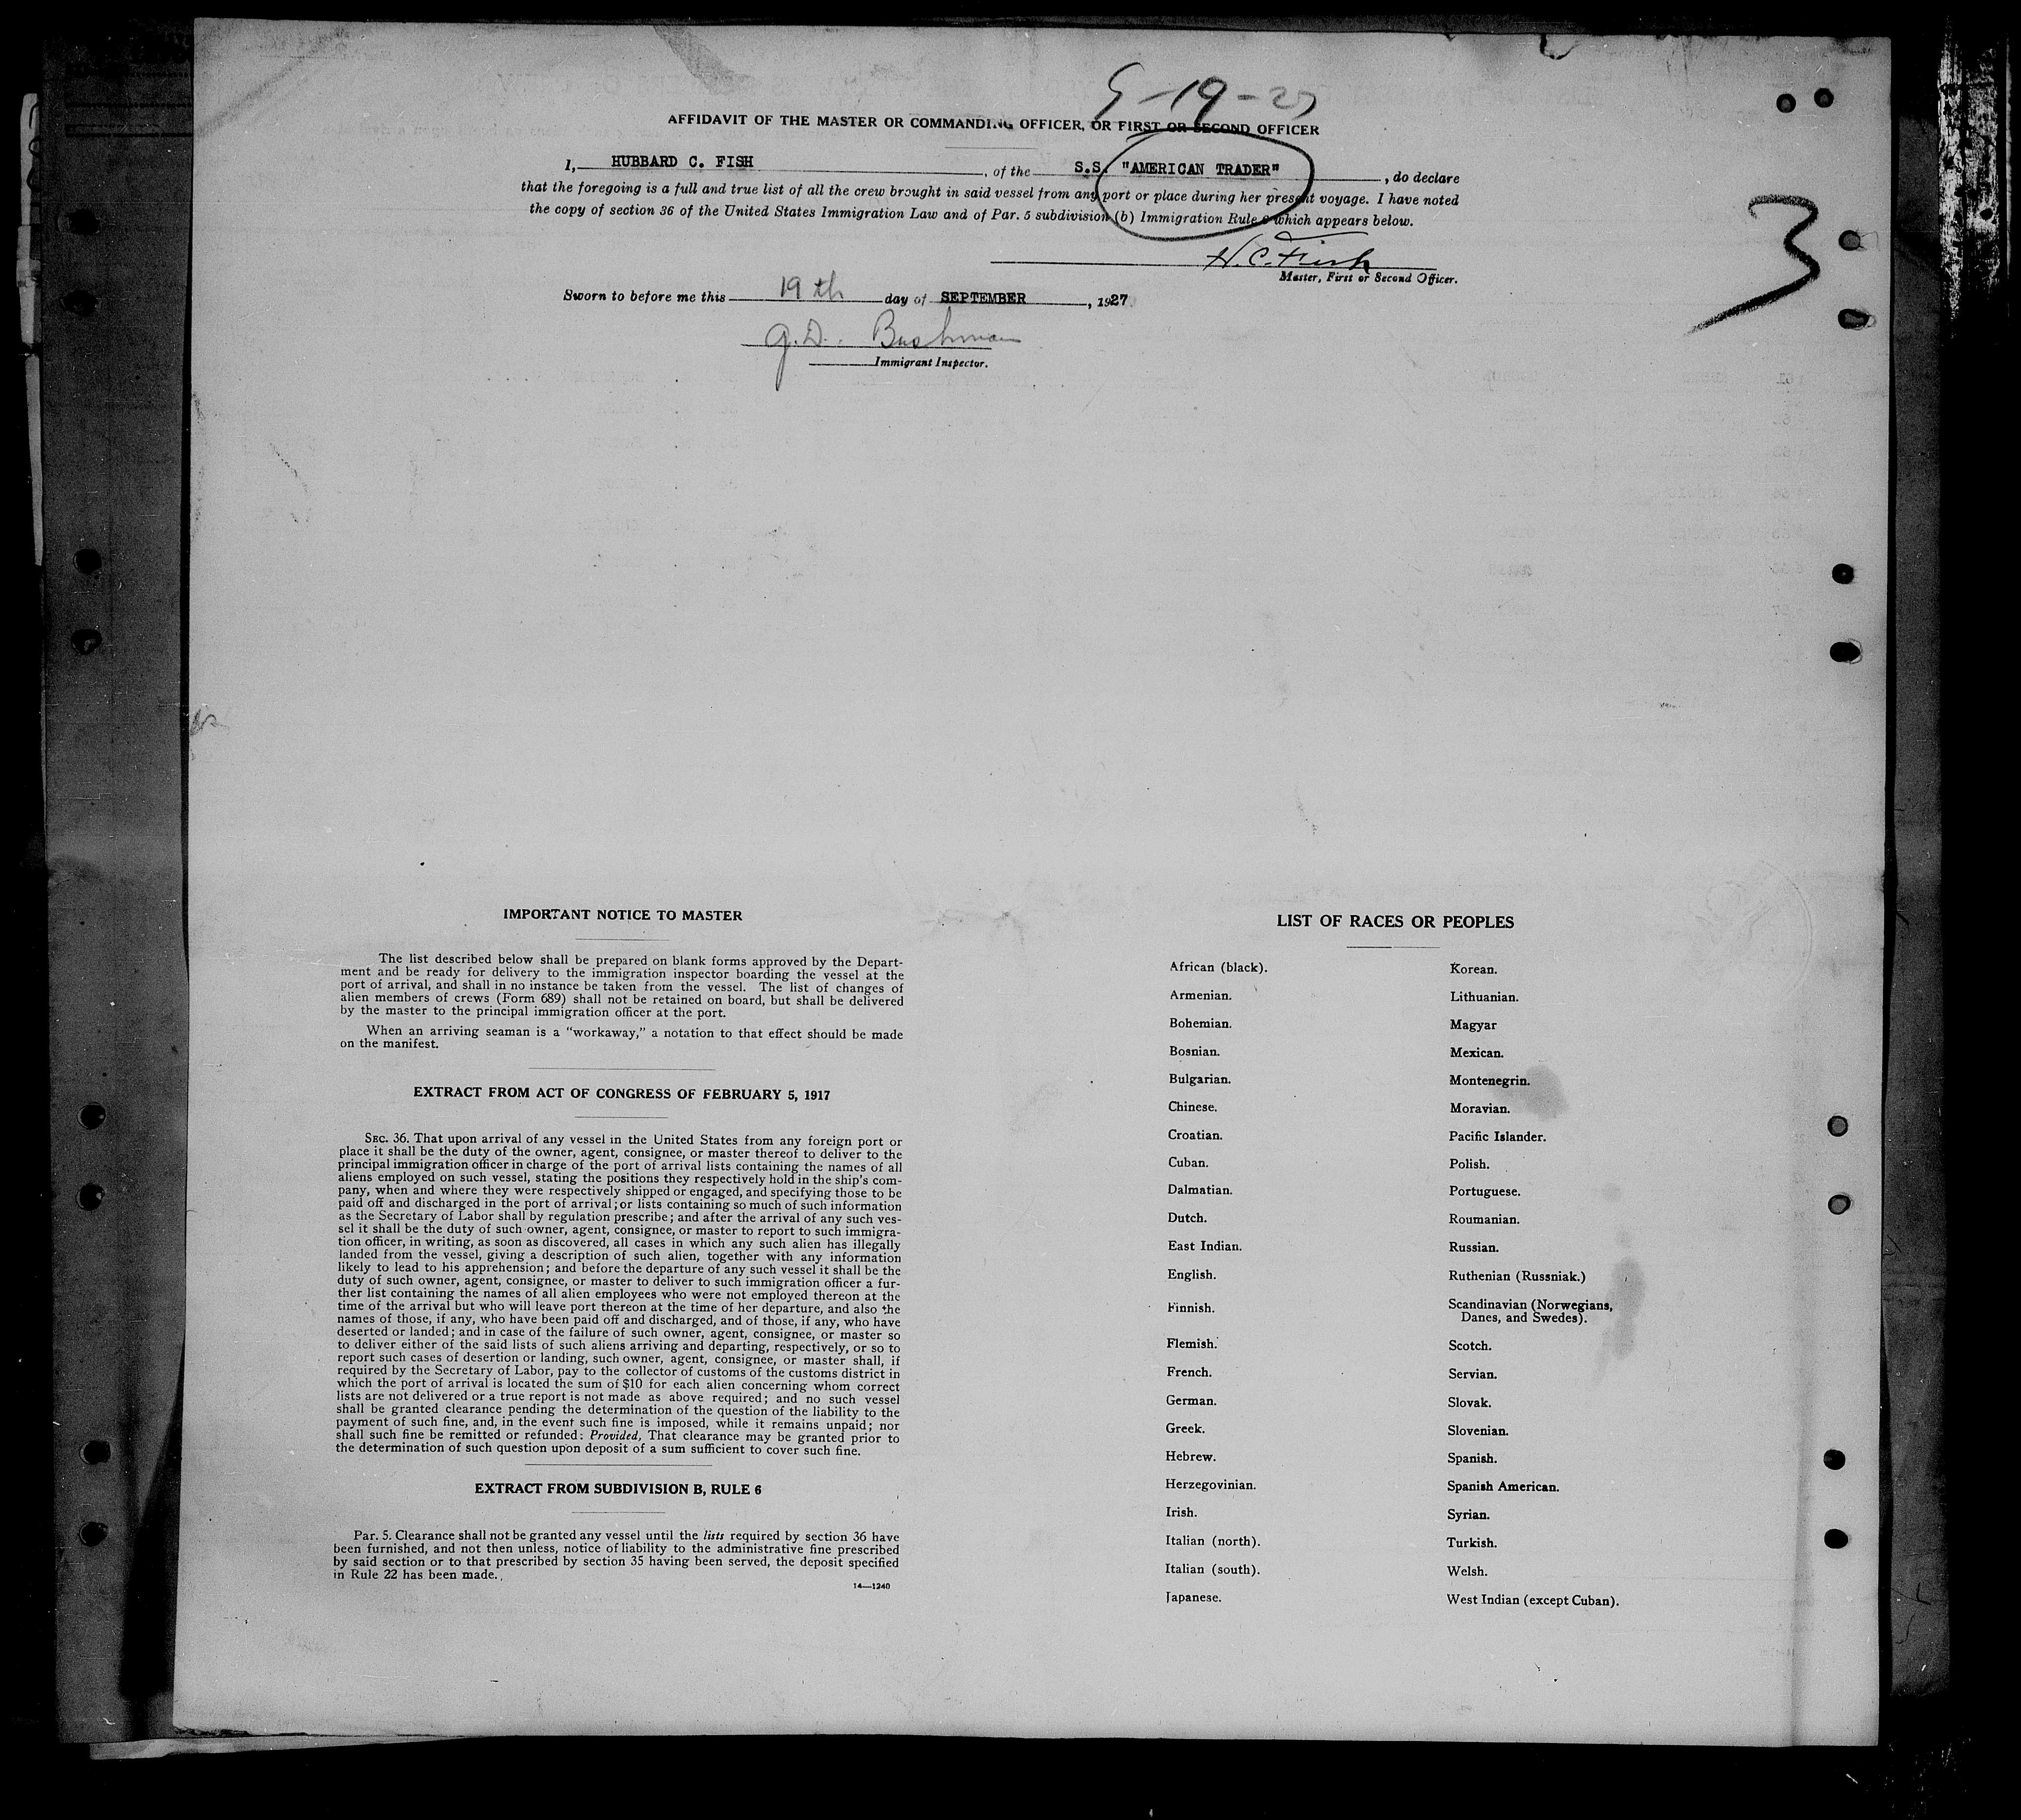 9-19-27
AFFIDAVIT OF THE MASTER OR COMMANDING OFFICER, OR FIRST OR SECOND OFFICER
I, HUBBARD C. FISH, of the S.S. "AMERICAN TRADER", do declare
that the foregoing is a full and true list of all the crew brought in said vessel from any port or place during her present voyage. I have noted
the copy of section 36 of the United States Immigration Law and of Par. 5 subdivision (b) Immigration Rule which appears below.
3
H. C. Fish
Master, First or Second Officer.
Sworn to before me this 19th day of SEPTEMBER, 1927
G. D. Bushman
Immigrant Inspector.
IMPORTANT NOTICE TO MASTER
The list described below shall be prepared on blank forms approved by the Depart-
ment and be ready for delivery to the immigration inspector boarding the vessel at the
port of arrival, and shall in no instance be taken from the vessel. The list of changes of
alien members of crews (Form 689) shall not be retained on board, but shall be delivered
by the master to the principal immigration officer at the port.
When an arriving seaman is a "workaway," a notation to that effect should be made
on the manifest.
EXTRACT FROM ACT OF CONGRESS OF FEBRUARY 5, 1917
SEC. 36. That upon arrival of any vessel in the United States from any foreign port or
place it shall be the duty of the owner, agent, consignee, or master thereof to deliver to the
principal immigration officer in charge of the port of arrival lists containing the names of all
aliens employed on such vessel, stating the positions they respectively hold in the ship's com-
pany, when and where they were respectively shipped or engaged, and specifying those to be
paid off and discharged in the port of arrival; or lists containing so much of such information
as the Secretary of Labor shall by regulation prescribe; and after the arrival of any such ves-
sel it shall be the duty of such owner, agent, consignee, or master to report to such immigra-
tion officer, in writing, as soon as discovered, all cases in which any such alien has illegally
landed from the vessel, giving a description of such alien, together with any information
likely to lead to his apprehension; and before the departure of any such vessel it shall be the
duty of such owner, agent, consignee, or master to deliver to such immigration officer a fur-
ther list containing the names of all alien employees who were not employed thereon at the
time of the arrival but who will leave port thereon at the time of her departure, and also the
names of those, if any, who have been paid off and discharged, and of those, if any, who have
deserted or landed; and in case of the failure of such owner, agent, consignee, or master so
to deliver either of the said lists of such aliens arriving and departing, respectively, or so to
report such cases of desertion or landing, such owner, agent, consignee, or master shall, if
required by the Secretary of Labor, pay to the collector of customs of the customs district in
which the port of arrival is located the sum of $10 for each alien concerning whom correct
lists are not delivered or a true report is not made as above required; and no such vessel
shall be granted clearance pending the determination of the question of the liability to the
payment of such fine, and, in the event such fine is imposed, while it remains unpaid; nor
shall such fine be remitted or refunded: Provided, That clearance may be granted prior to
the determination of such question upon deposit of a sum sufficient to cover such fine.
EXTRACT FROM SUBDIVISION B, RULE 6
Par. 5. Clearance shall not be granted any vessel until the lists required by section 36 have
been furnished, and not then unless, notice of liability to the administrative fine prescribed
by said section or to that prescribed by section 35 having been served, the deposit specified
in Rule 22 has been made.
14—1240
LIST OF RACES OR PEOPLES
African (black).
Armenian.
Bohemian.
Bosnian.
Bulgarian.
Chinese.
Croatian.
Cuban.
Dalmatian.
Dutch.
East Indian.
English.
Finnish.
Flemish.
French.
German.
Greek.
Hebrew.
Herzegovinian.
Irish.
Italian (north).
Italian (south).
Japanese.
Korean.
Lithuanian.
Magyar
Mexican.
Montenegrin.
Moravian.
Pacific Islander.
Polish.
Portuguese.
Roumanian.
Russian.
Ruthenian (Russniak.)
Scandinavian (Norwegians,
Danes, and Swedes).
Scotch.
Servian.
Slovak.
Slovenian.
Spanish.
Spanish American.
Syrian.
Turkish.
Welsh.
West Indian (except Cuban).